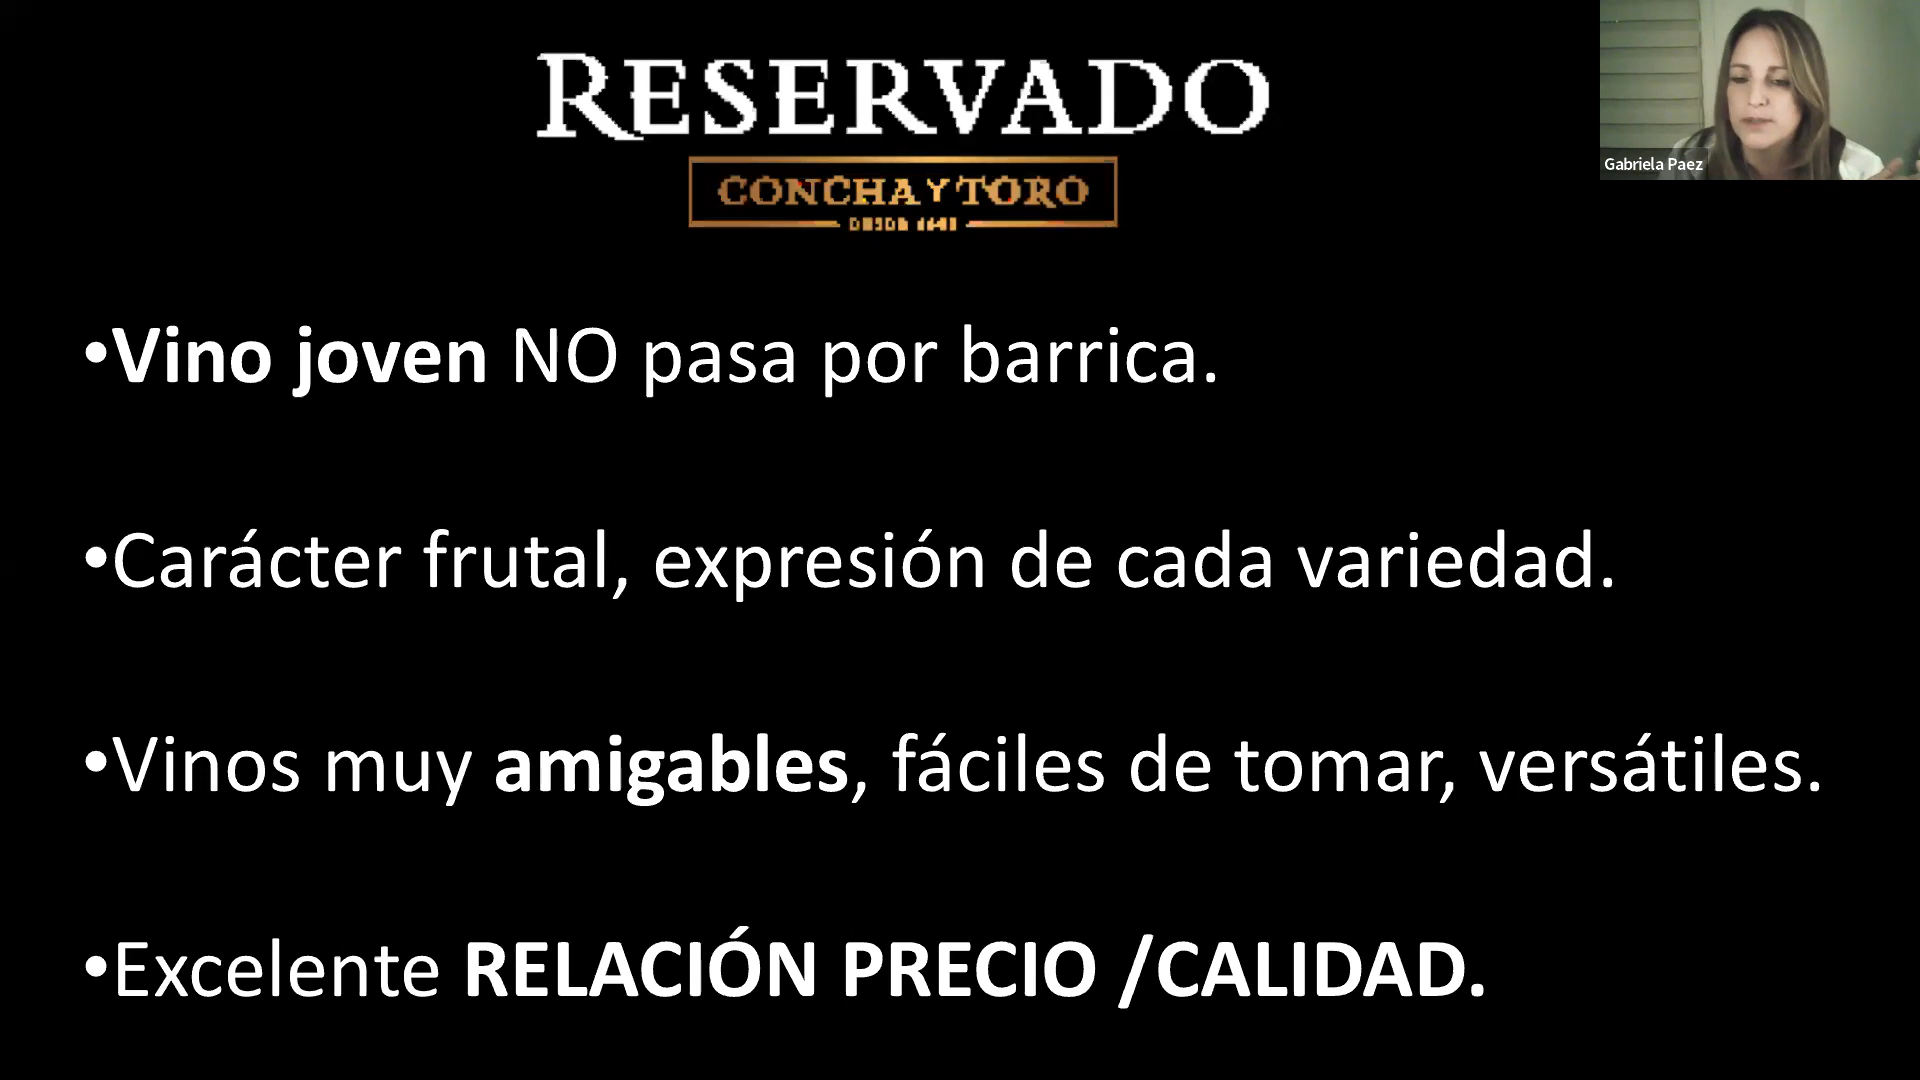 RESERVADO
CONCHA Y TORO
Gabriela Paez
•Vino joven NO pasa por barrica.
•Carácter frutal, expresión de cada variedad.
•Vinos muy amigables, fáciles de tomar, versátiles.
•Excelente RELACIÓN PRECIO /CALIDAD.